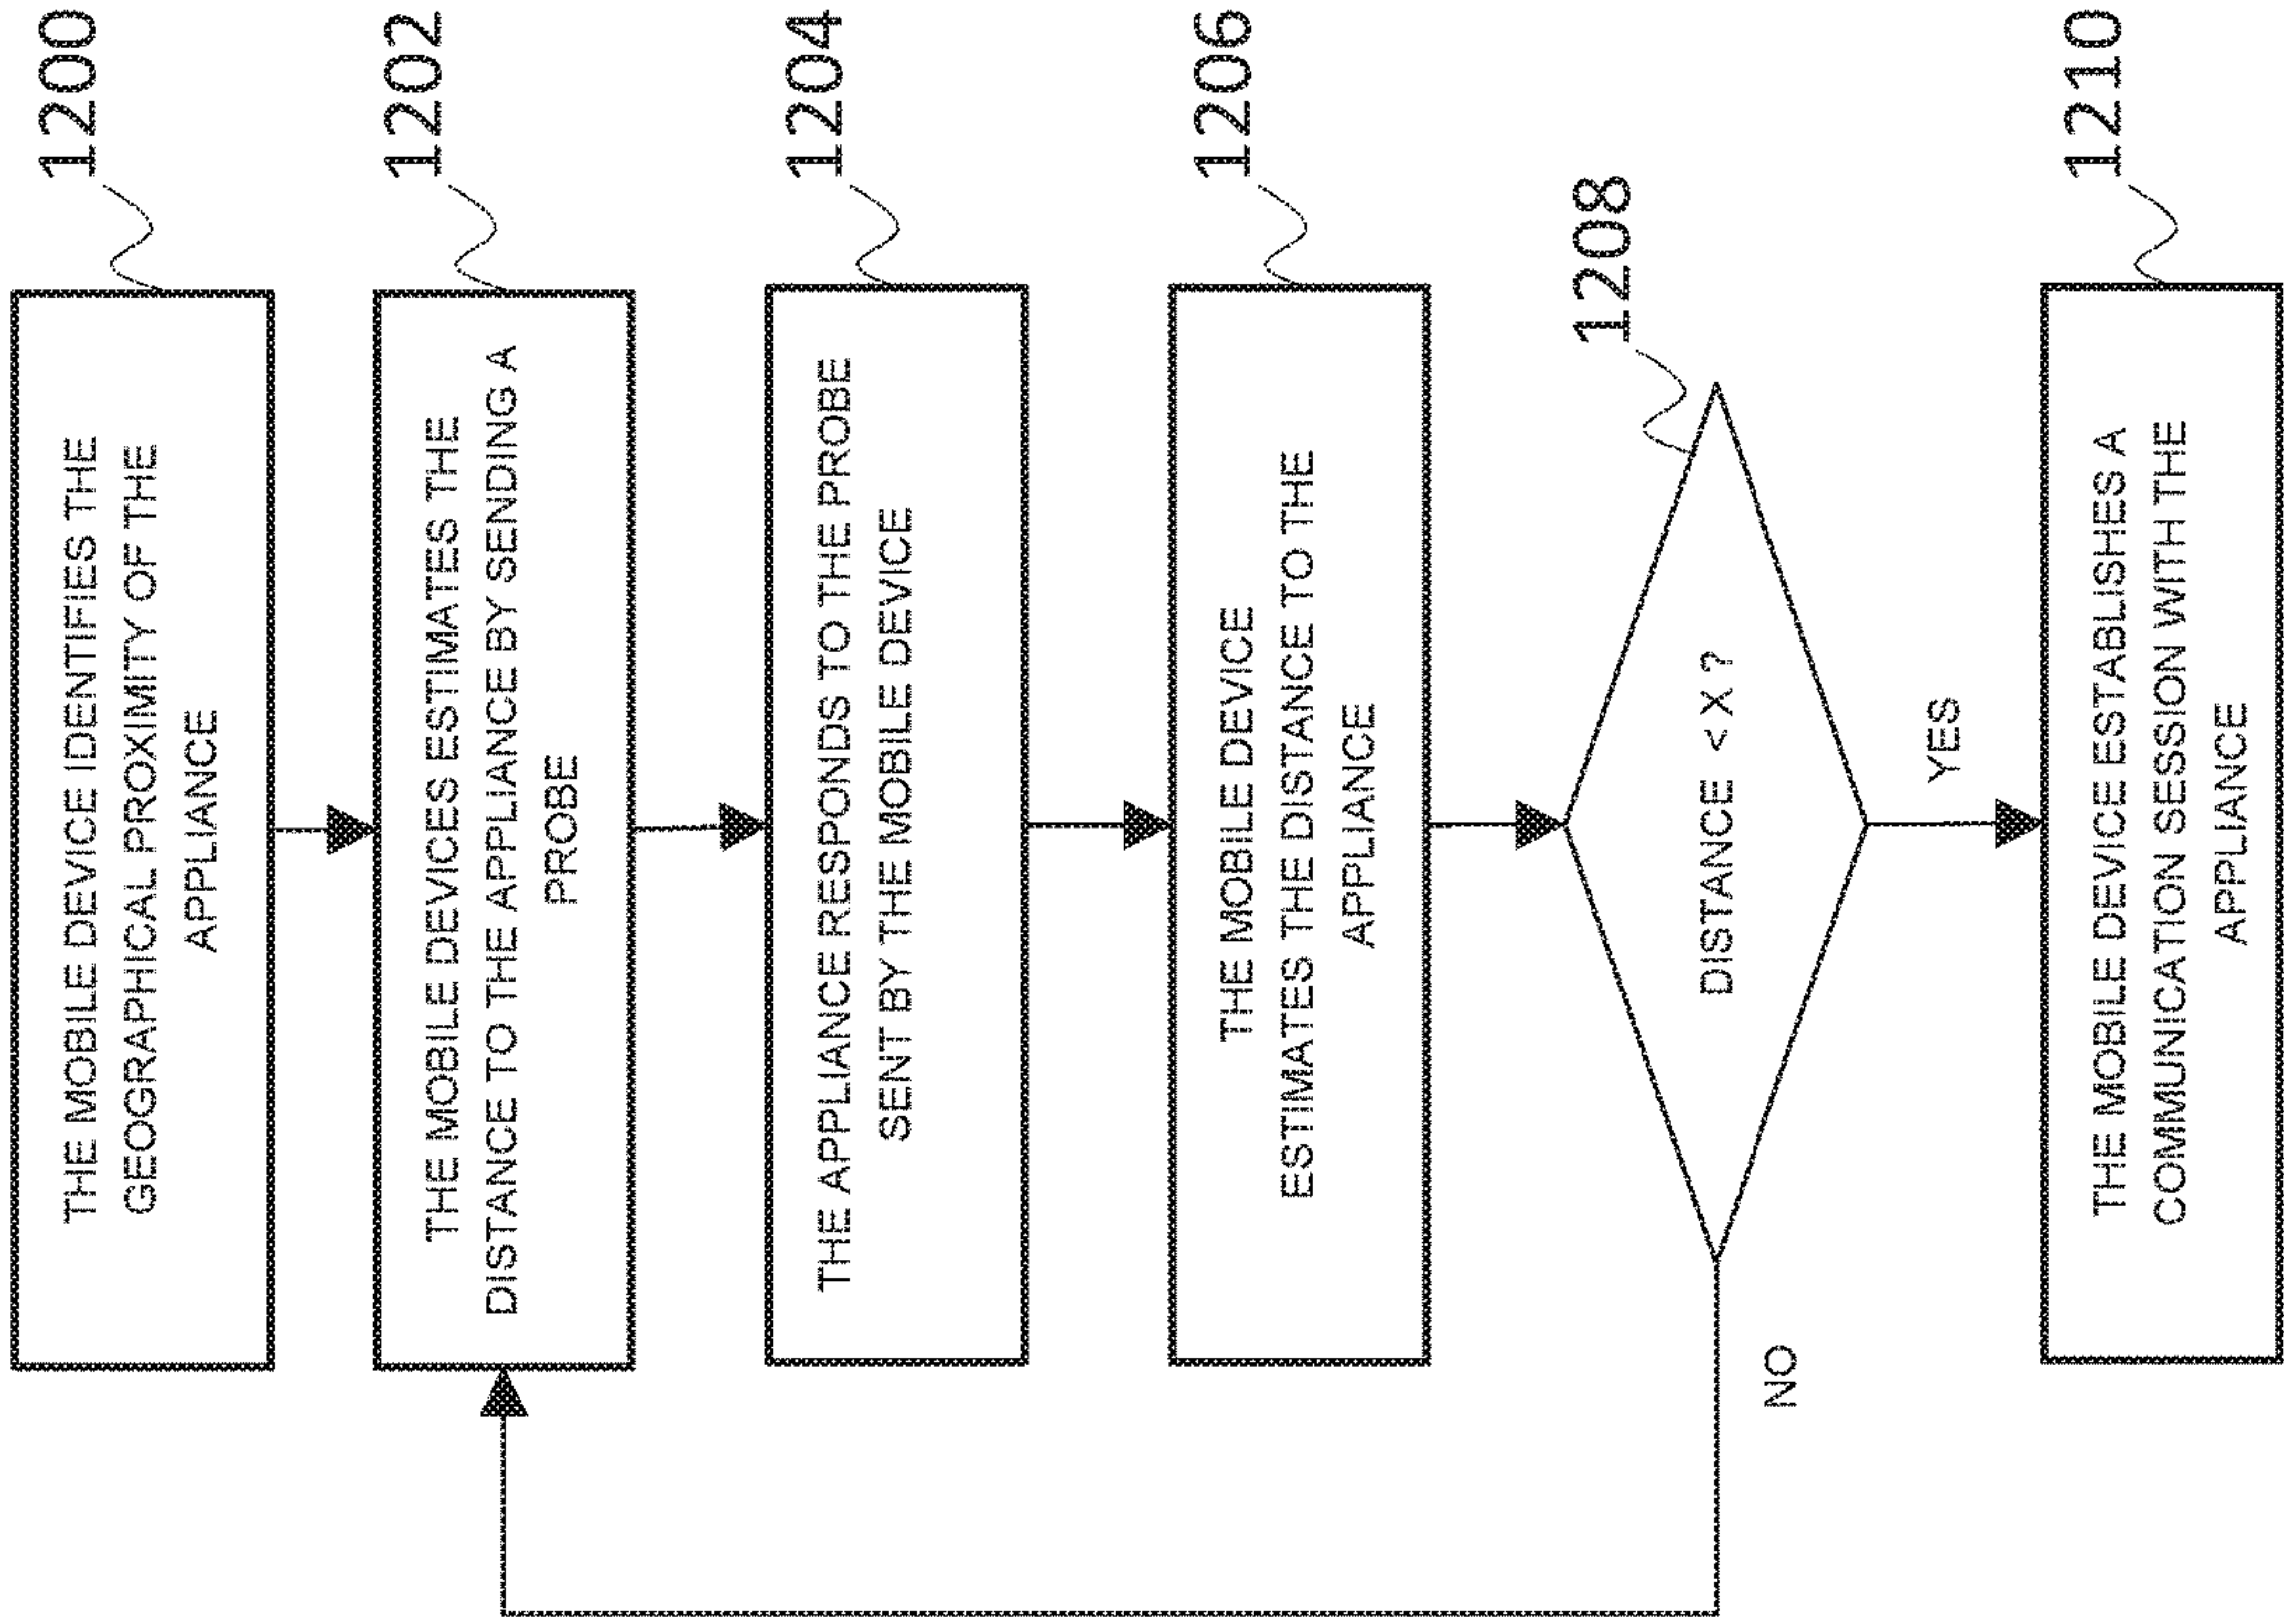 1200
THE MOBILE DEVICE IDENTIFIES THE
GEOGRAPHICAL PROXIMITY OF THE
APPLIANCE
1202
THE MOBILE DEVICES ESTIMATES THE
DISTANCE TO THE APPLIANCE BY SENDING A
PROBE
1204
THE APPLIANCE RESPONDS TO THE PROBE
SENT BY THE MOBILE DEVICE
1206
THE MOBILE DEVICE
ESTIMATES THE DISTANCE TO THE
APPLIANCE
1208
DISTANCE < X ?
NO
YES
1210
THE MOBILE DEVICE ESTABLISHES A
COMMUNICATION SESSION WITH THE
APPLIANCE